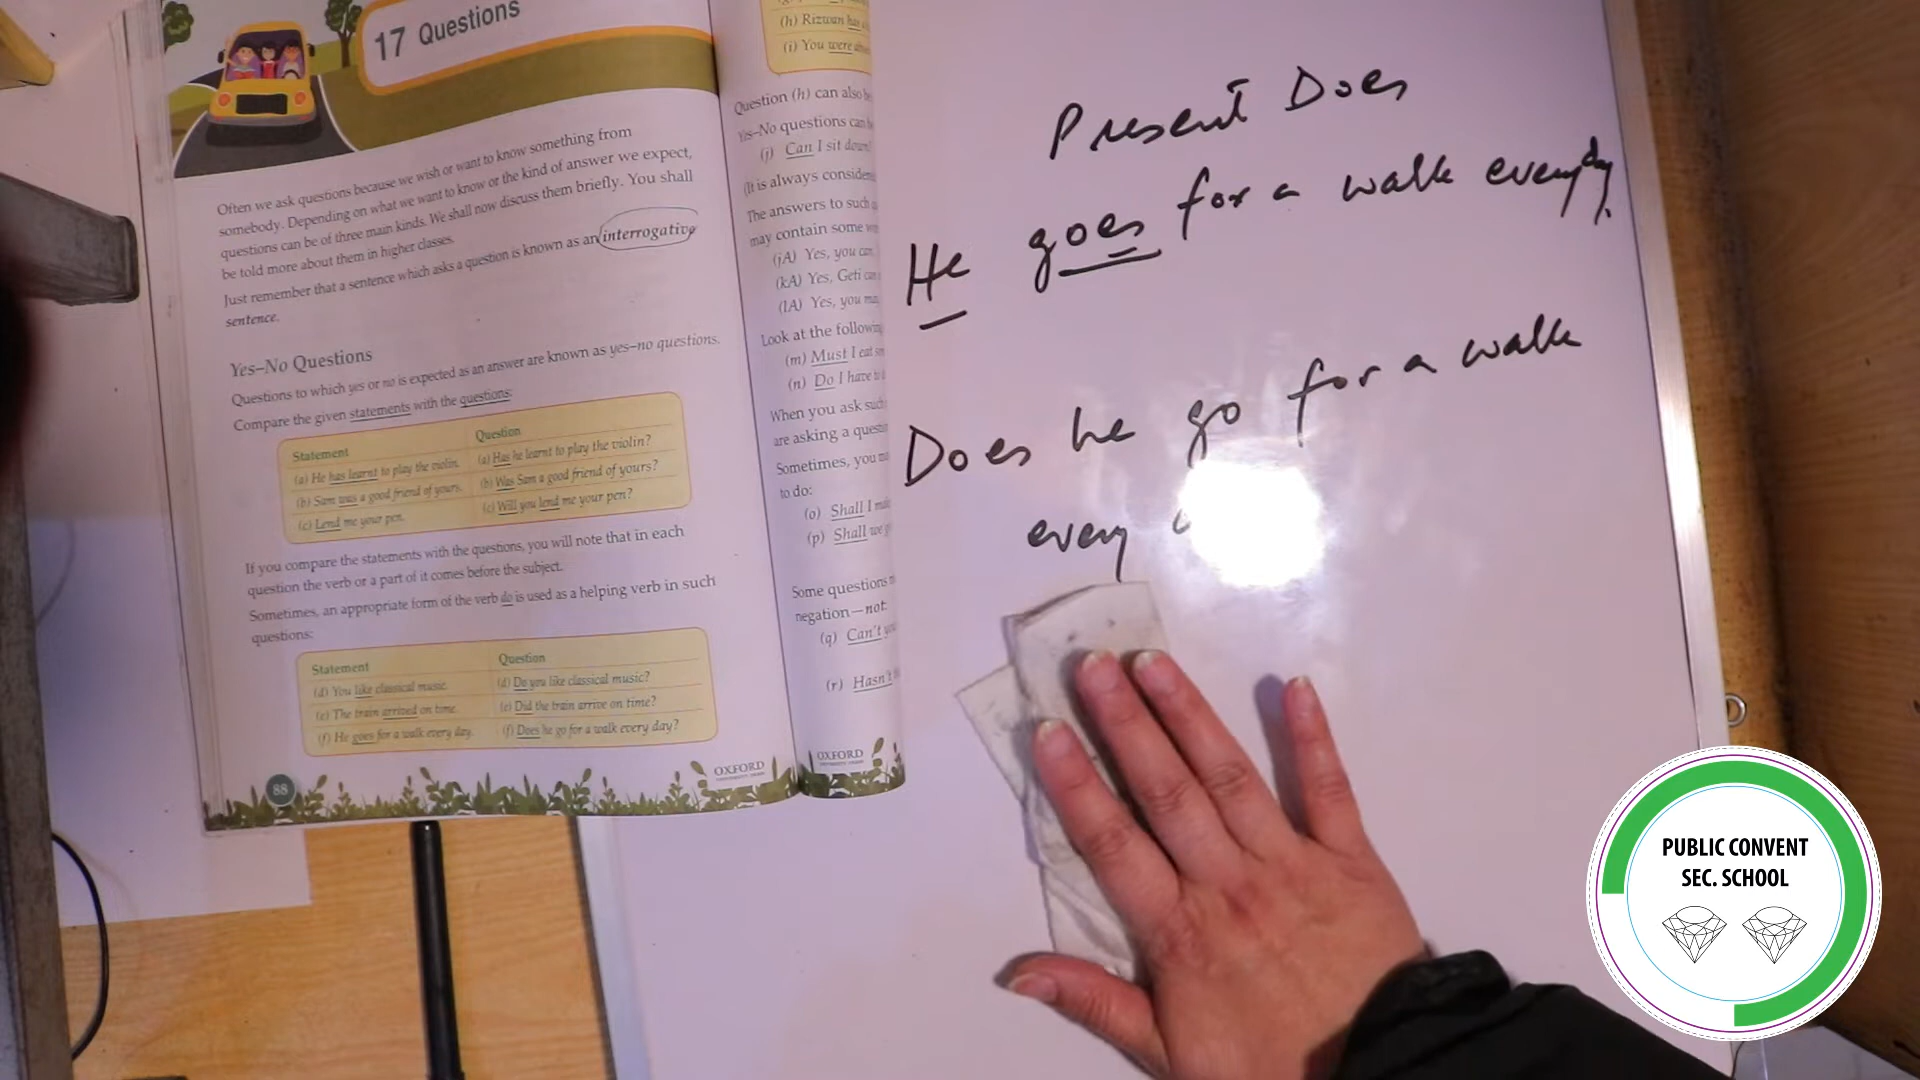 17 Questions
Often we ask questions because we wish or want to know something from
somebody. Depending on what we want to know or the kind of answer we expect,
questions can be of three main kinds. We shall now discuss them briefly. You shall
be told more about them in higher classes.
Just remember that a sentence which asks a question is known as an interrogative
sentence.
Yes–No Questions
Questions to which yes or no is expected as an answer are known as yes–no questions.
Compare the given statements with the questions:
Statement Question
(a) He has learnt to play the violin. (a) Has he learnt to play the violin?
(b) Sam was a good friend of yours. (b) Was Sam a good friend of yours?
(c) Lend me your pen. (c) Will you lend me your pen?
If you compare the statements with the questions, you will note that in each
question the verb or a part of it comes before the subject.
Sometimes, an appropriate form of the verb do is used as a helping verb in such
questions:
Statement Question
(d) You like classical music. (d) Do you like classical music?
(e) The train arrived on time. (e) Did the train arrive on time?
(f) He goes for a walk every day. (f) Does he go for a walk every day?
88
OXFORD
(h) Rizwan has
(i) You were
Question (h) can also
Yes–No questions can
(j) Can I sit down
(It is always
The answers to such
may contain some
(jA) Yes, you can
(kA) Yes, Geti
(lA) Yes, you
Look at the following
(m) Must I eat
(n) Do I have
When you ask such
are asking a
Sometimes, you
to do:
(o) Shall I
(p) Shall we
Some questions
negation—not:
(q) Can't
(r) Hasn't
OXFORD
Present Does
He goes for a walk everyday.
Does he go for a walk
every
PUBLIC CONVENT
SEC. SCHOOL